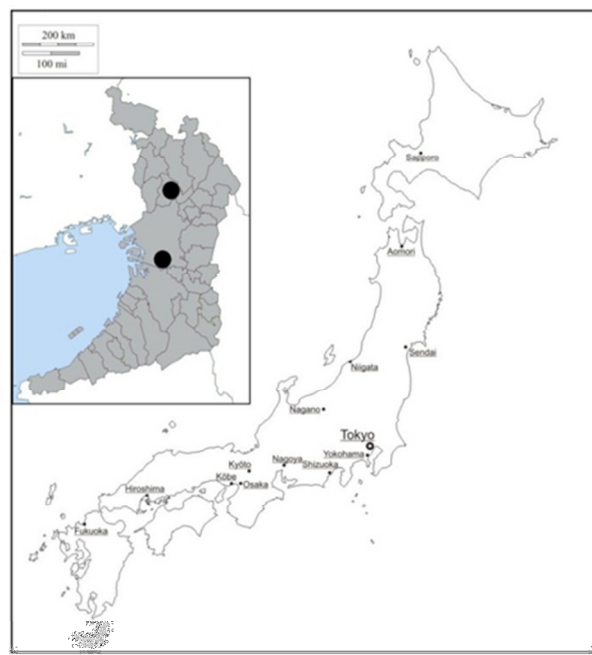 200 km
100 mi
Sapporo
Aomori
Sendai
Niigata
Nagano
Tokyo
Yokohama
Nagoya
Shizuoka
Kyōto
Kōbe
Osaka
Hiroshima
Fukuoka